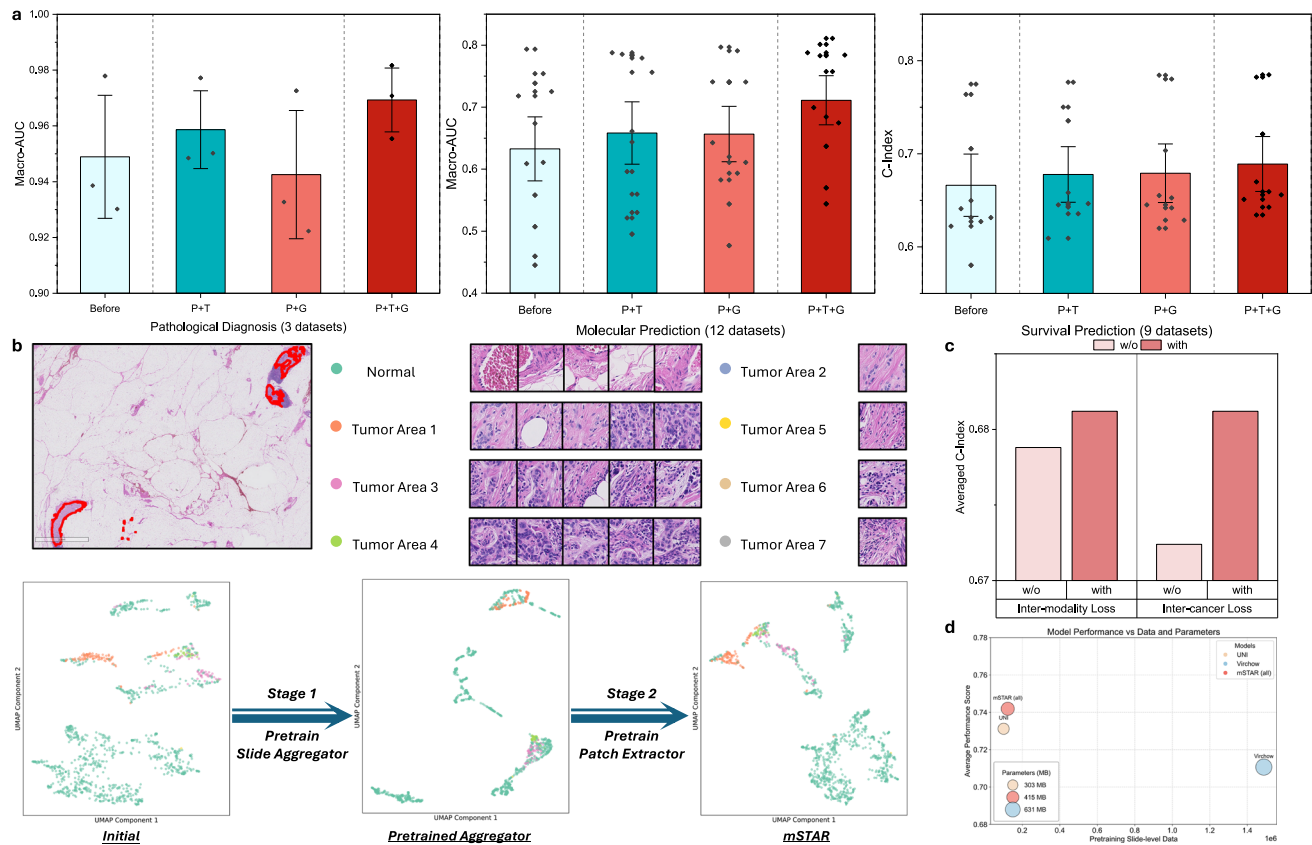 a
1.00
0.98
0.96
0.94
0.92
0.90
Macro-AUC
Before
P+T
P+G
P+T+G
Pathological Diagnosis (3 datasets)
0.8
0.7
0.6
0.5
0.4
Macro-AUC
Before
P+T
P+G
P+T+G
Molecular Prediction (12 datasets)
0.8
0.7
0.6
C-Index
Before
P+T
P+G
P+T+G
Survival Prediction (9 datasets)
b
Normal
Tumor Area 1
Tumor Area 3
Tumor Area 4
Tumor Area 2
Tumor Area 5
Tumor Area 6
Tumor Area 7
UMAP Component 2
UMAP Component 1
Initial
Stage 1
Pretrain
Slide Aggregator
UMAP Component 2
UMAP Component 1
Pretrained Aggregator
Stage 2
Pretrain
Patch Extractor
UMAP Component 2
UMAP Component 1
mSTAR
c
w/o
with
0.68
0.67
Averaged C-Index
w/o
with
w/o
with
Inter-modality Loss
Inter-cancer Loss
d
Model Performance vs Data and Parameters
0.78
0.76
0.74
0.72
0.70
0.68
Average Performance Score
Models
UNI
Virchow
mSTAR (all)
mSTAR (all)
UNI
Virchow
Parameters (MB)
303 MB
415 MB
631 MB
0.2
0.4
0.6
0.8
1.0
1.2
1.4
1e6
Pretraining Slide-level Data